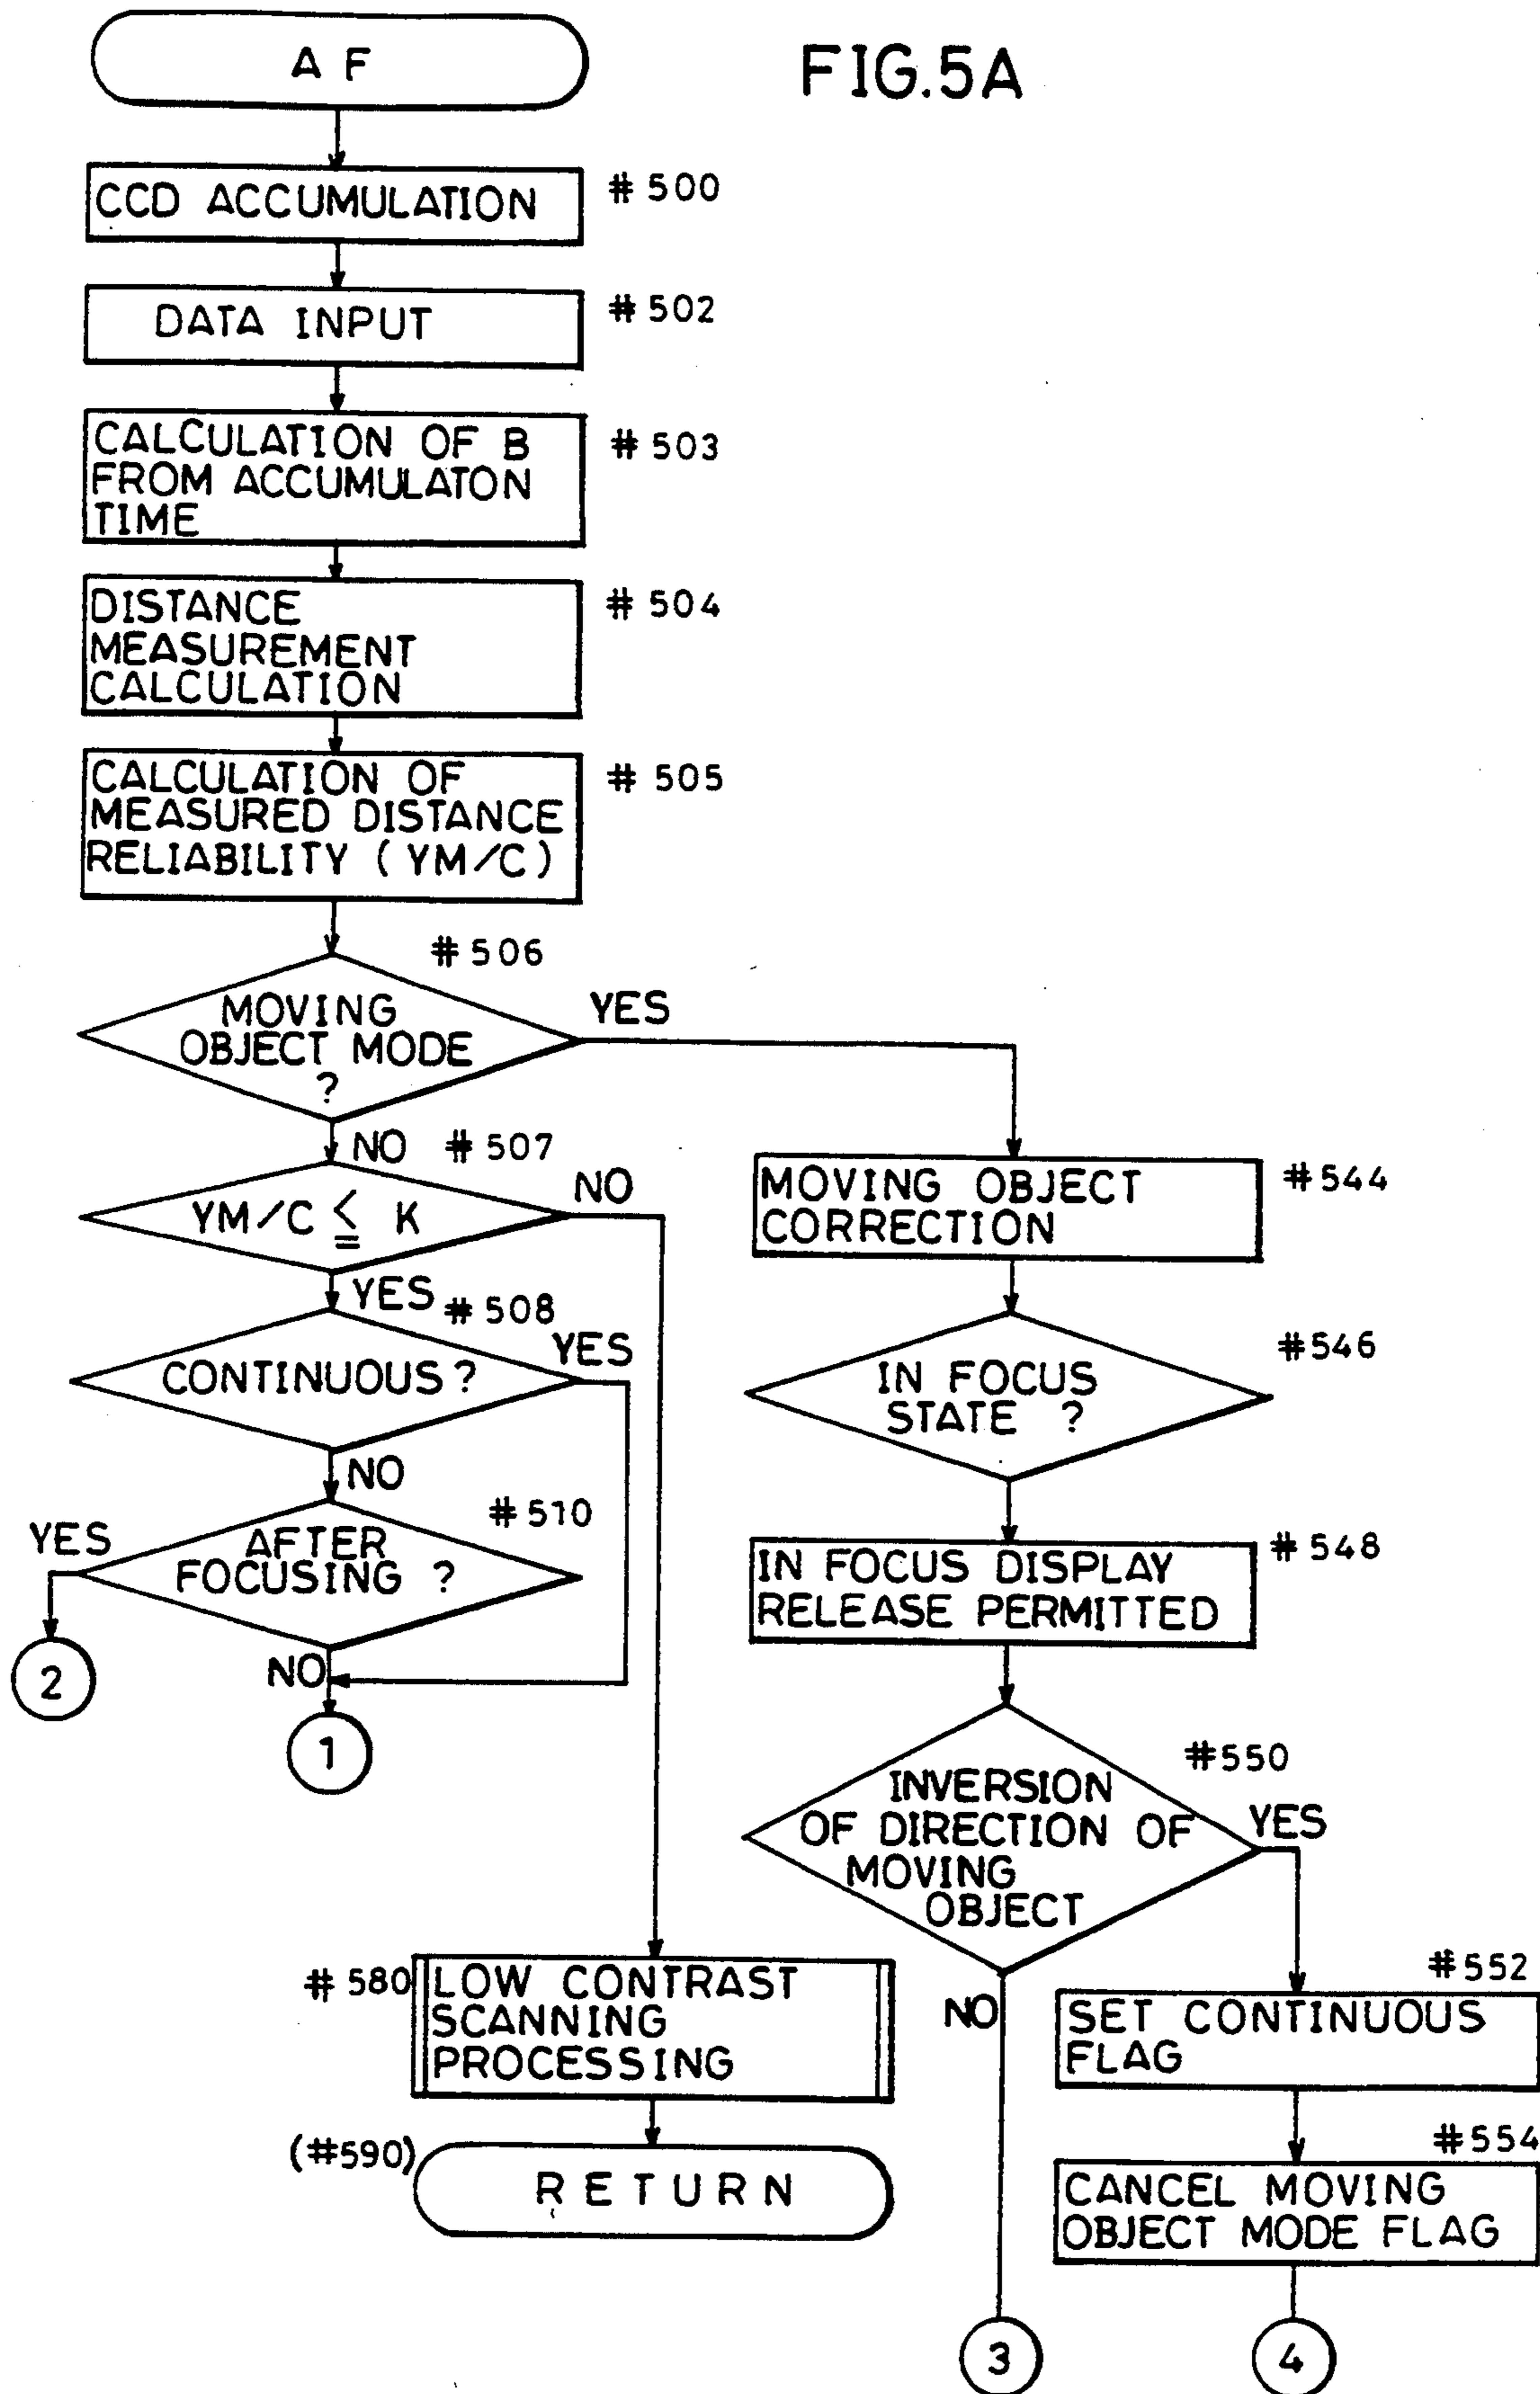 FIG.5A
A F
CCD ACCUMULATION
#500
DATA INPUT
#502
CALCULATION OF B
FROM ACCUMULATON
TIME
#503
DISTANCE
MEASUREMENT
CALCULATION
#504
CALCULATION OF
MEASURED DISTANCE
RELIABILITY (YM/C)
#505
#506
MOVING
OBJECT MODE
?
YES
NO
#507
YM/C ≦ K
NO
YES
#508
CONTINUOUS?
YES
NO
#510
AFTER
FOCUSING ?
YES
NO
2
1
MOVING OBJECT
CORRECTION
#544
IN FOCUS
STATE ?
#546
IN FOCUS DISPLAY
RELEASE PERMITTED
#548
#550
INVERSION
OF DIRECTION OF
MOVING
OBJECT
YES
NO
#580
LOW CONTRAST
SCANNING
PROCESSING
(#590)
RETURN
#552
SET CONTINUOUS
FLAG
#554
CANCEL MOVING
OBJECT MODE FLAG
3
4